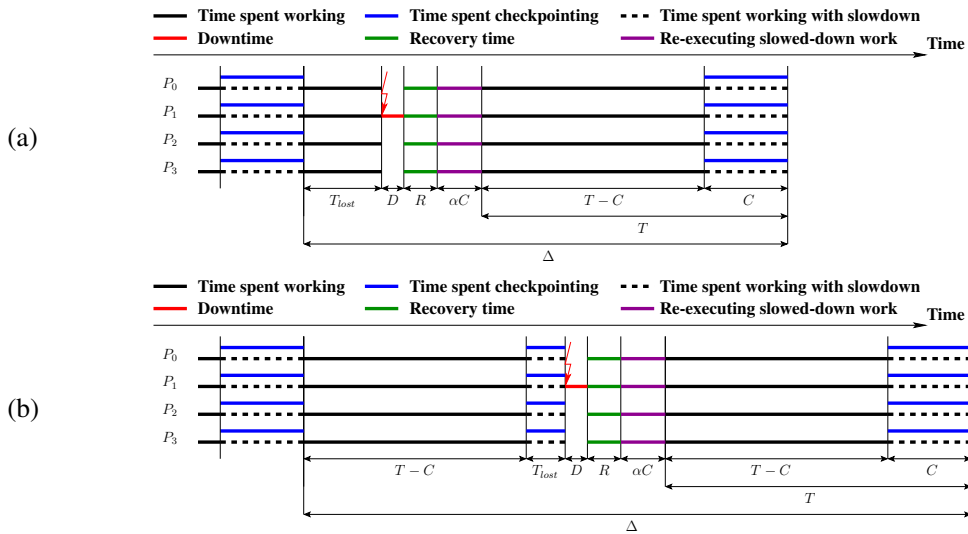 Time spent working Time spent checkpointing Time spent working with slowdown
Downtime Recovery time Re-executing slowed-down work
Time
P0
P1
P2
P3
(a)
Tlost D R αC T − C C
T
Δ
Time spent working Time spent checkpointing Time spent working with slowdown
Downtime Recovery time Re-executing slowed-down work
Time
P0
P1
P2
P3
(b)
T − C Tlost D R αC T − C C
T
Δ